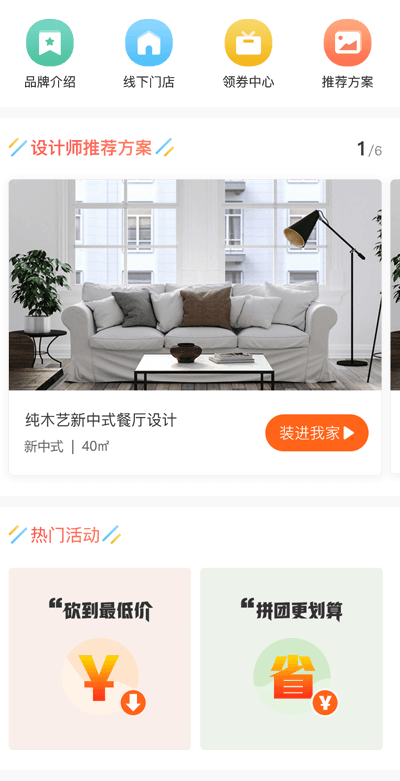 品牌介绍
线下门店
领券中心
推荐方案
设计师推荐方案
1/6
纯木艺新中式餐厅设计
新中式 | 40㎡
装进我家
热门活动
“砍到最低价
¥
“拼团更划算
省
¥